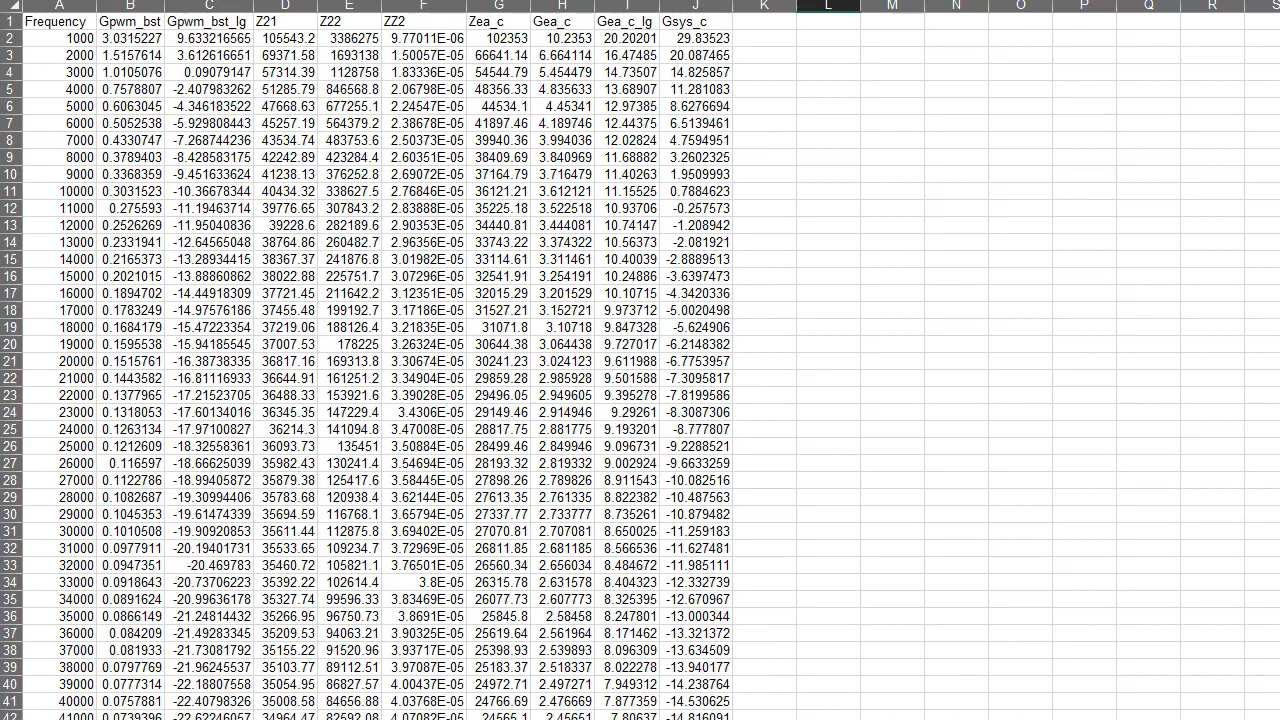 A B C D E F G H I J K L M N O P Q R S
1 Frequency Gpwm_bst Gpwm_bst_lg Z21 Z22 ZZ2 Zea_c Gea_c Gea_c_lg Gsys_c
2 1000 3.0315227 9.633216565 105543.2 3386275 9.77011E-06 102353 10.2353 20.20201 29.83523
3 2000 1.5157614 3.612616651 69371.58 1693138 1.50057E-05 66641.14 6.664114 16.47485 20.087465
4 3000 1.0105076 0.09079147 57314.39 1128758 1.83336E-05 54544.79 5.454479 14.73507 14.825857
5 4000 0.7578807 -2.407983262 51285.79 846568.8 2.06798E-05 48356.33 4.835633 13.68907 11.281083
6 5000 0.6063045 -4.346183522 47668.63 677255.1 2.24547E-05 44534.1 4.45341 12.97385 8.6276694
7 6000 0.5052538 -5.929808443 45257.19 564379.2 2.38678E-05 41897.46 4.189746 12.44375 6.5139461
8 7000 0.4330747 -7.268744236 43534.74 483753.6 2.50373E-05 39940.36 3.994036 12.02824 4.7594951
9 8000 0.3789403 -8.428583175 42242.89 423284.4 2.60351E-05 38409.69 3.840969 11.68882 3.2602325
10 9000 0.3368359 -9.451633624 41238.13 376252.8 2.69072E-05 37164.79 3.716479 11.40263 1.9509993
11 10000 0.3031523 -10.36678344 40434.32 338627.5 2.76846E-05 36121.21 3.612121 11.15525 0.7884623
12 11000 0.275593 -11.19463714 39776.65 307843.2 2.83888E-05 35225.18 3.522518 10.93706 -0.257573
13 12000 0.2526269 -11.95040836 39228.6 282189.6 2.90353E-05 34440.81 3.444081 10.74147 -1.208942
14 13000 0.2331941 -12.64565048 38764.86 260482.7 2.96356E-05 33743.22 3.374322 10.56373 -2.081921
15 14000 0.2165373 -13.28934415 38367.37 241876.8 3.01982E-05 33114.61 3.311461 10.40039 -2.8889513
16 15000 0.2021015 -13.88860862 38022.88 225751.7 3.07296E-05 32541.91 3.254191 10.24886 -3.6397473
17 16000 0.1894702 -14.44918309 37721.45 211642.2 3.12351E-05 32015.29 3.201529 10.10715 -4.3420336
18 17000 0.1783249 -14.97576186 37455.48 199192.7 3.17186E-05 31527.21 3.152721 9.973712 -5.0020498
19 18000 0.1684179 -15.47223354 37219.06 188126.4 3.21835E-05 31071.8 3.10718 9.847328 -5.624906
20 19000 0.1595538 -15.94185545 37007.53 178225 3.26324E-05 30644.38 3.064438 9.727017 -6.2148382
21 20000 0.1515761 -16.38738335 36817.16 169313.8 3.30674E-05 30241.23 3.024123 9.611988 -6.7753957
22 21000 0.1443582 -16.81116933 36644.91 161251.2 3.34904E-05 29859.28 2.985928 9.501588 -7.3095817
23 22000 0.1377965 -17.21523705 36488.33 153921.6 3.39028E-05 29496.05 2.949605 9.395278 -7.8199586
24 23000 0.1318053 -17.60134016 36345.35 147229.4 3.4306E-05 29149.46 2.914946 9.29261 -8.3087306
25 24000 0.1263134 -17.97100827 36214.3 141094.8 3.47008E-05 28817.75 2.881775 9.193201 -8.777807
26 25000 0.1212609 -18.32558361 36093.73 135451 3.50884E-05 28499.46 2.849946 9.096731 -9.2288521
27 26000 0.116597 -18.66625039 35982.43 130241.4 3.54694E-05 28193.32 2.819332 9.002924 -9.6633259
28 27000 0.1122786 -18.99405872 35879.38 125417.6 3.58445E-05 27898.26 2.789826 8.911543 -10.082516
29 28000 0.1082687 -19.30994406 35783.68 120938.4 3.62144E-05 27613.35 2.761335 8.822382 -10.487563
30 29000 0.1045353 -19.61474339 35694.59 116768.1 3.65794E-05 27337.77 2.733777 8.735261 -10.879482
31 30000 0.1010508 -19.90920853 35611.44 112875.8 3.69402E-05 27070.81 2.707081 8.650025 -11.259183
32 31000 0.0977911 -20.19401731 35533.65 109234.7 3.72969E-05 26811.85 2.681185 8.566536 -11.627481
33 32000 0.0947351 -20.469783 35460.72 105821.1 3.76501E-05 26560.34 2.656034 8.484672 -11.985111
34 33000 0.0918643 -20.73706223 35392.22 102614.4 3.8E-05 26315.78 2.631578 8.404323 -12.332739
35 34000 0.0891624 -20.99636178 35327.74 99596.33 3.83469E-05 26077.73 2.607773 8.325395 -12.670967
36 35000 0.0866149 -21.24814432 35266.95 96750.73 3.8691E-05 25845.8 2.58458 8.247801 -13.000344
37 36000 0.084209 -21.49283345 35209.53 94063.21 3.90325E-05 25619.64 2.561964 8.171462 -13.321372
38 37000 0.081933 -21.73081792 35155.22 91520.96 3.93717E-05 25398.93 2.539893 8.096309 -13.634509
39 38000 0.0797769 -21.96245537 35103.77 89112.51 3.97087E-05 25183.37 2.518337 8.022278 -13.940177
40 39000 0.0777314 -22.18807558 35054.95 86827.57 4.00437E-05 24972.71 2.497271 7.949312 -14.238764
41 40000 0.0757881 -22.40798326 35008.58 84656.88 4.03768E-05 24766.69 2.476669 7.877359 -14.530625
42 41000 0.0739396 -22.62246057 34964.47 82592.08 4.07082E-05 24565.1 2.45651 7.80637 -14.816091